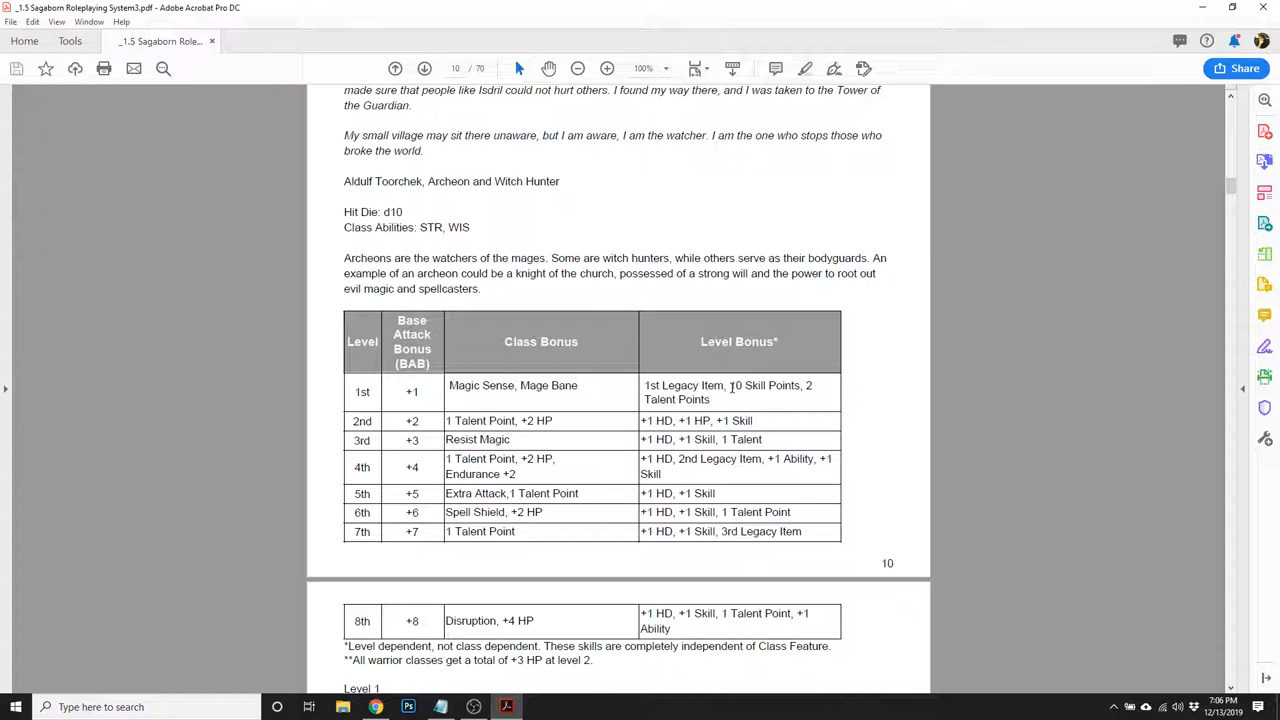 _1.5 Sagaborn Roleplaying System3.pdf - Adobe Acrobat Pro DC
File Edit View Window Help
Home Tools _1.5 Sagaborn Role... ×
10 / 70 100% Share
made sure that people like Isdril could not hurt others. I found my way there, and I was taken to the Tower of
the Guardian.
My small village may sit there unaware, but I am aware, I am the watcher. I am the one who stops those who
broke the world.
Aldulf Toorchek, Archeon and Witch Hunter
Hit Die: d10
Class Abilities: STR, WIS
Archeons are the watchers of the mages. Some are witch hunters, while others serve as their bodyguards. An
example of an archeon could be a knight of the church, possessed of a strong will and the power to root out
evil magic and spellcasters.
Level Base Attack Bonus (BAB) Class Bonus Level Bonus*
1st +1 Magic Sense, Mage Bane 1st Legacy Item, 10 Skill Points, 2
Talent Points
2nd +2 1 Talent Point, +2 HP +1 HD, +1 HP, +1 Skill
3rd +3 Resist Magic +1 HD, +1 Skill, 1 Talent
4th +4 1 Talent Point, +2 HP, Endurance +2 +1 HD, 2nd Legacy Item, +1 Ability, +1
Skill
5th +5 Extra Attack,1 Talent Point +1 HD, +1 Skill
6th +6 Spell Shield, +2 HP +1 HD, +1 Skill, 1 Talent Point
7th +7 1 Talent Point +1 HD, +1 Skill, 3rd Legacy Item
10
8th +8 Disruption, +4 HP +1 HD, +1 Skill, 1 Talent Point, +1
Ability
*Level dependent, not class dependent. These skills are completely independent of Class Feature.
**All warrior classes get a total of +3 HP at level 2.
Level 1
Type here to search
Ps
7:06 PM
12/13/2019